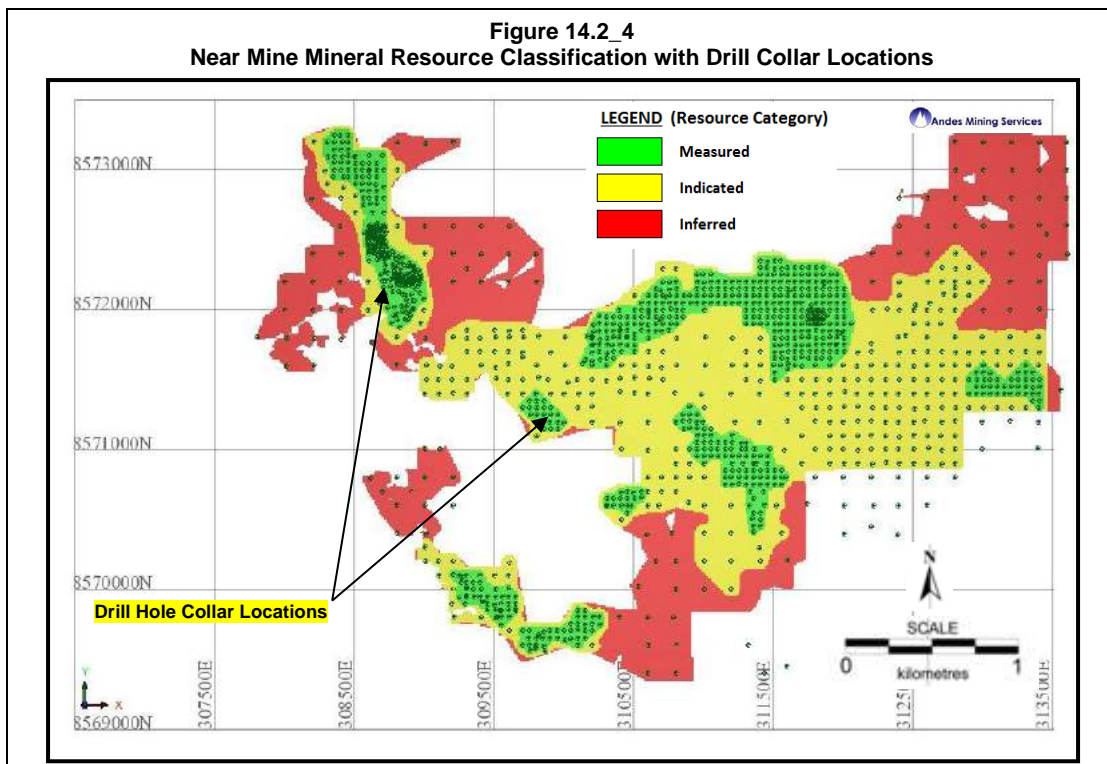 Figure 14.2_4
Near Mine Mineral Resource Classification with Drill Collar Locations
LEGEND (Resource Category)
Measured
Indicated
Inferred
Andes Mining Services
8573000N
8572000N
8571000N
8570000N
8569000N
Drill Hole Collar Locations
N
SCALE
0 1
kilometres
Y
X
307500E
308500E
309500E
310500E
311500E
313500E